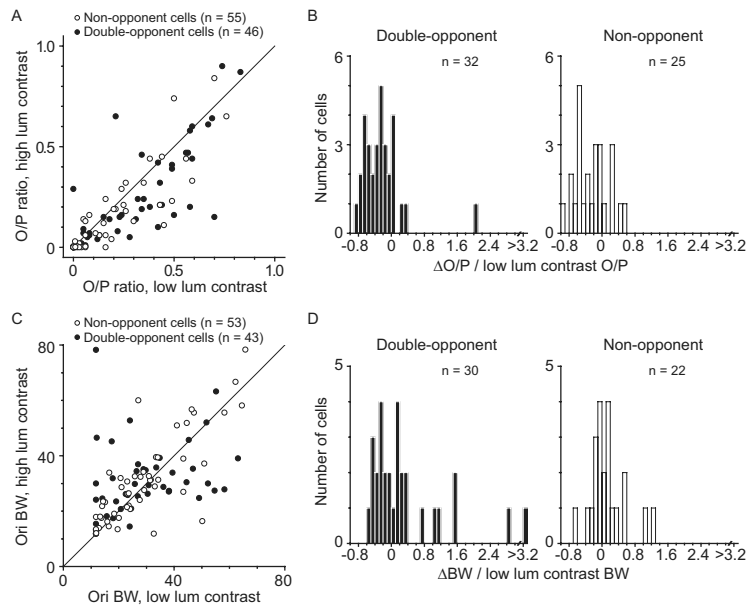 A
Non-opponent cells (n = 55)
Double-opponent cells (n = 46)
1.0
0.5
0
0 0.5 1.0
O/P ratio, high lum contrast
O/P ratio, low lum contrast
B
Double-opponent
Non-opponent
n = 32
n = 25
6
3
0
6
3
0
Number of cells
-0.8 0 0.8 1.6 2.4 >3.2
-0.8 0 0.8 1.6 2.4 >3.2
ΔO/P / low lum contrast O/P
C
Non-opponent cells (n = 53)
Double-opponent cells (n = 43)
80
40
0
0 40 80
Ori BW, high lum contrast
Ori BW, low lum contrast
D
Double-opponent
Non-opponent
n = 30
n = 22
5
0
5
0
Number of cells
-0.8 0 0.8 1.6 2.4 >3.2
-0.8 0 0.8 1.6 2.4 >3.2
ΔBW / low lum contrast BW